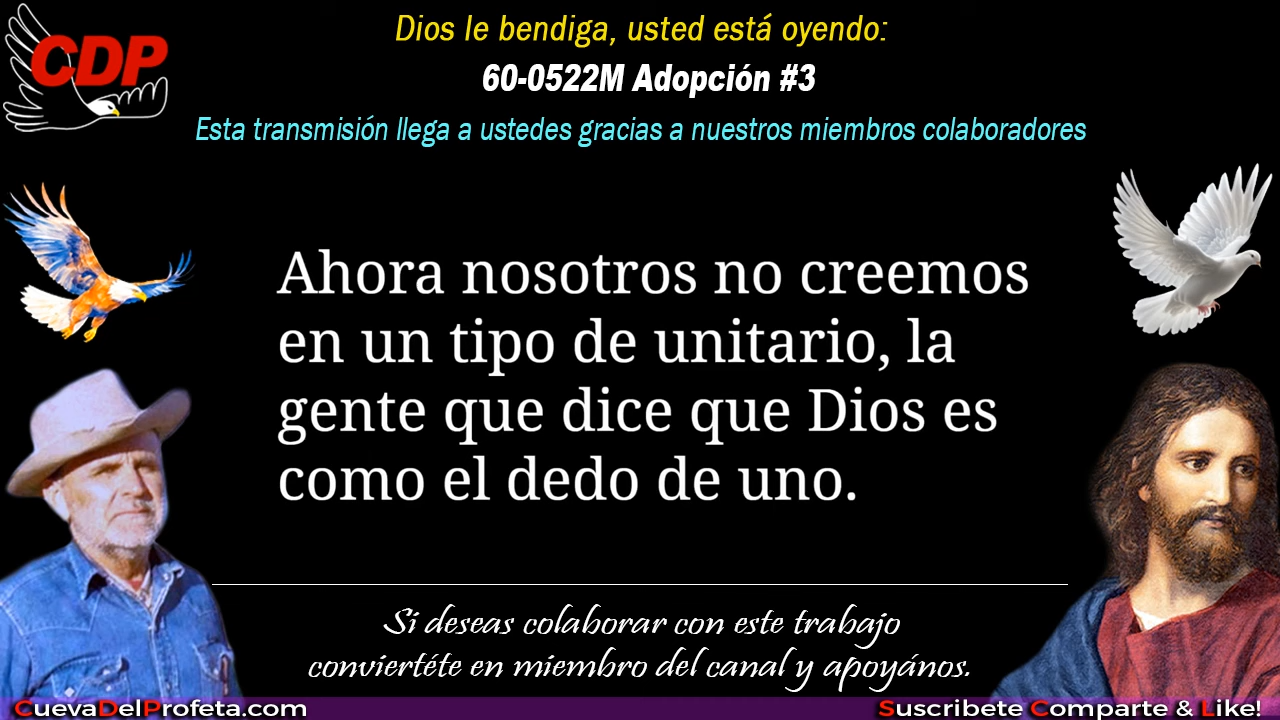 CDP
Dios le bendiga, usted está oyendo:
60-0522M Adopción #3
Esta transmisión llega a ustedes gracias a nuestros miembros colaboradores
Ahora nosotros no creemos
en un tipo de unitario, la
gente que dice que Dios es
como el dedo de uno.
Si deseas colaborar con este trabajo
conviertéte en miembro del canal y apoyános.
CuevaDelProfeta.com
Suscribete Comparte & Like!